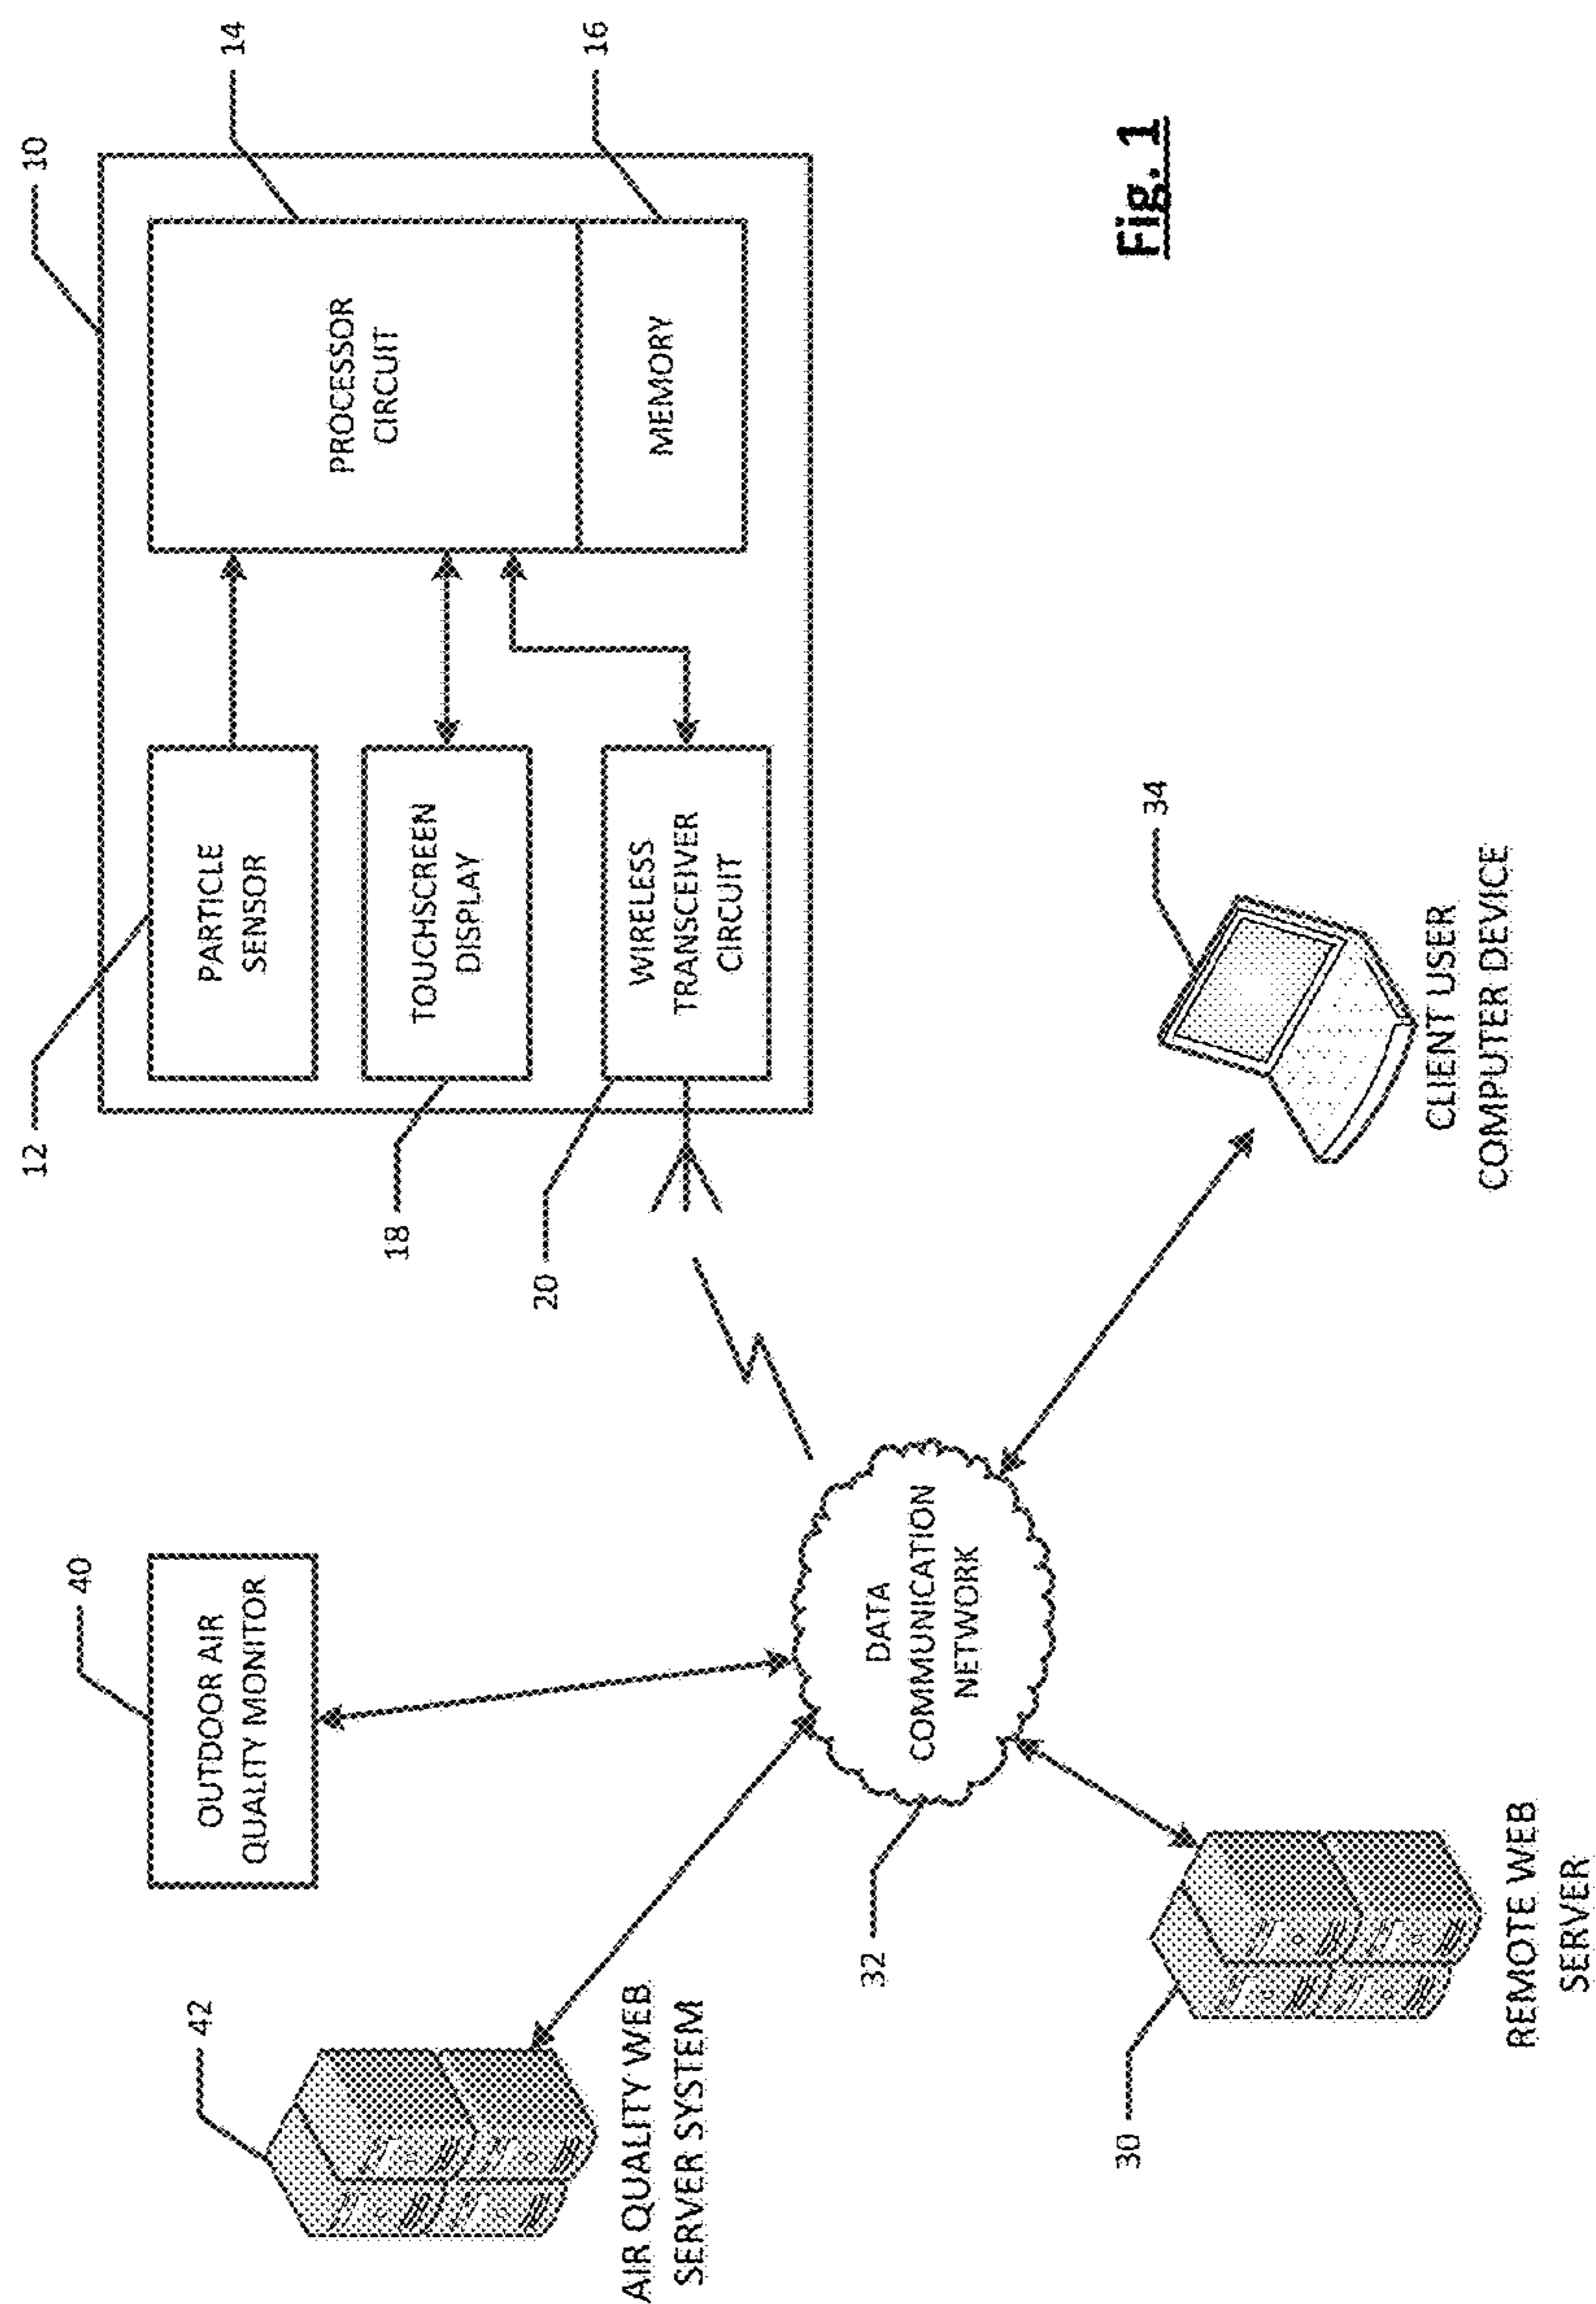 42
AIR QUALITY WEB
SERVER SYSTEM
40
OUTDOOR AIR
QUALITY MONITOR
12
10
PARTICLE
SENSOR
14
PROCESSOR
CIRCUIT
18
TOUCHSCREEN
DISPLAY
20
WIRELESS
TRANSCEIVER
CIRCUIT
16
MEMORY
32
DATA
COMMUNICATION
NETWORK
30
REMOTE WEB
SERVER
34
CLIENT USER
COMPUTER DEVICE
Fig. 1